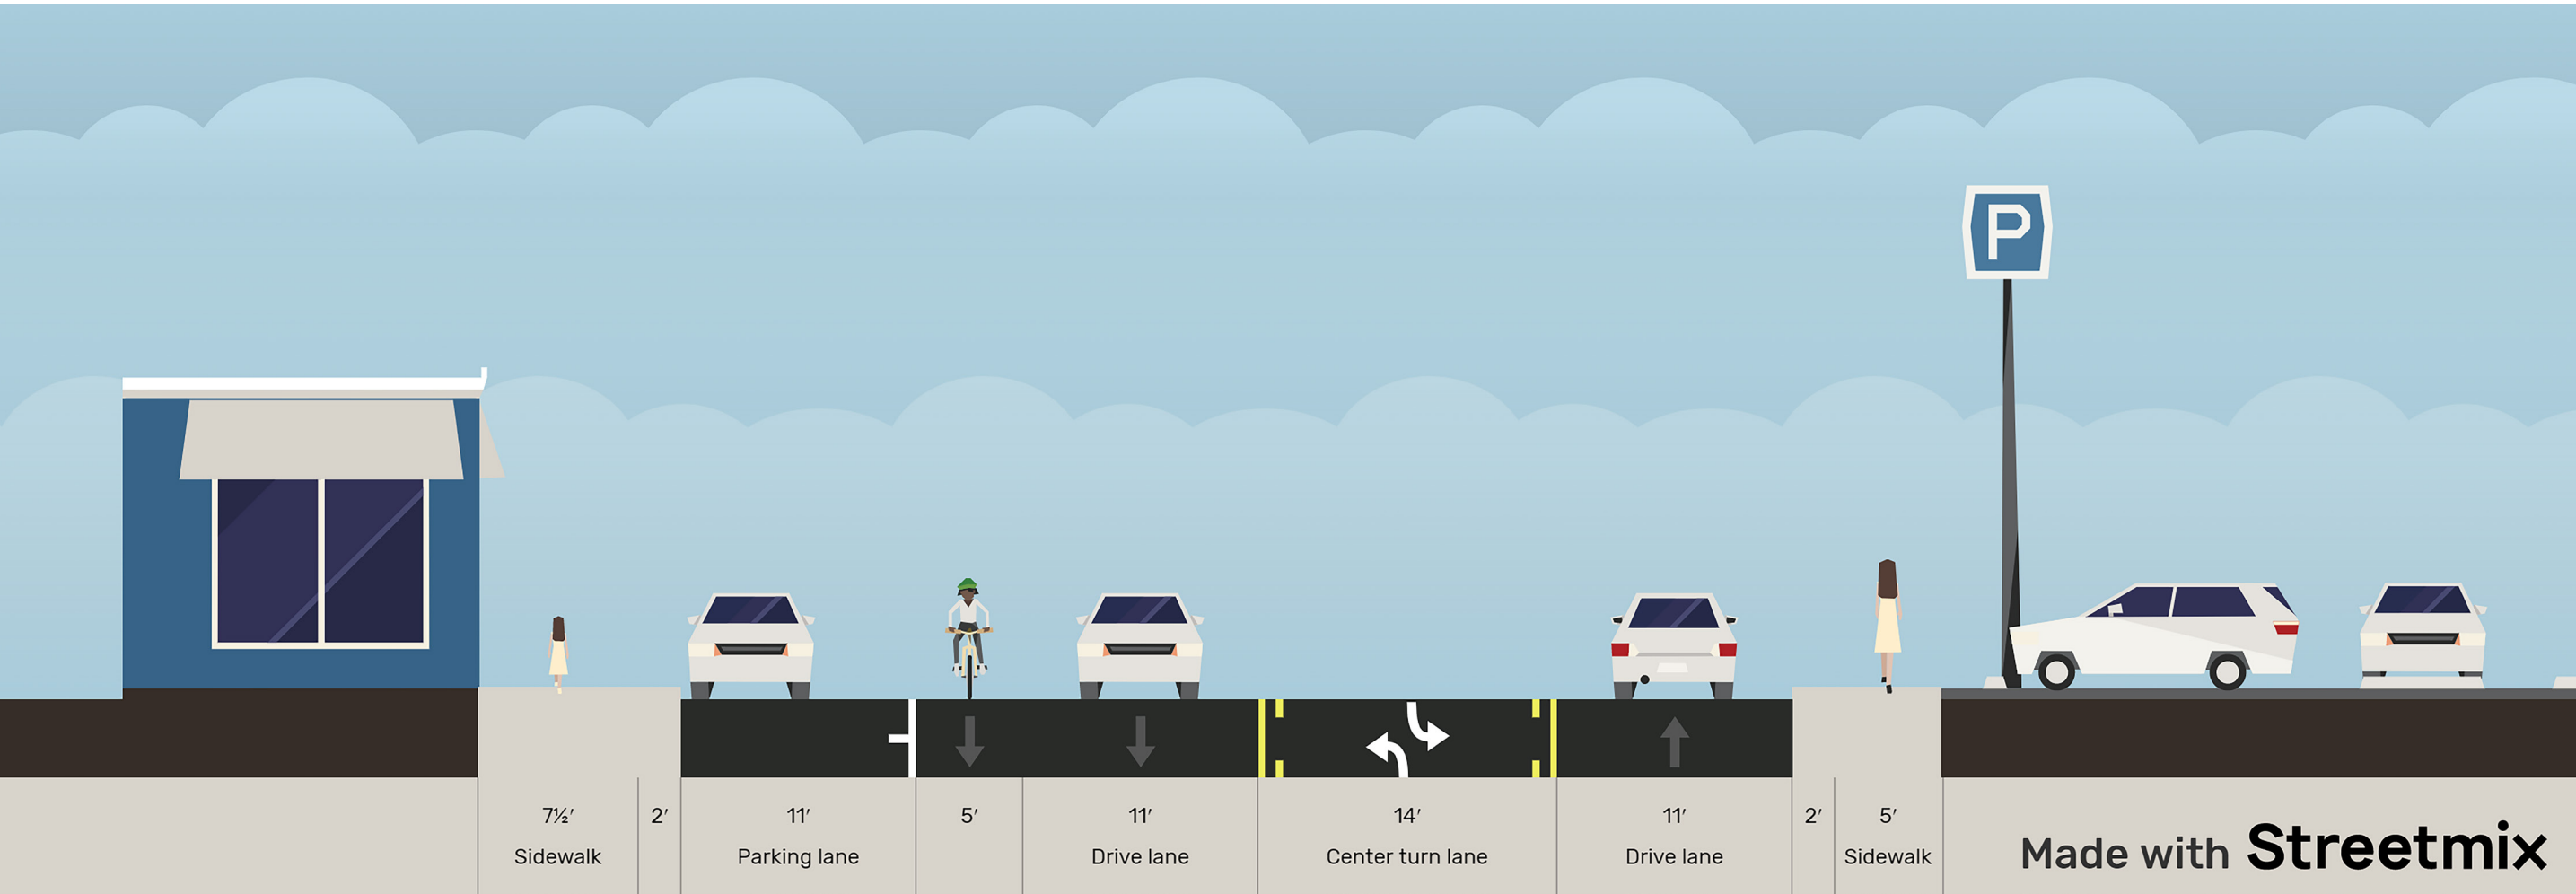 P
7½′ 2′ 11′ 5′ 11′ 14′ 11′ 2′ 5′
Sidewalk Parking lane Drive lane Center turn lane Drive lane Sidewalk
Made with Streetmix